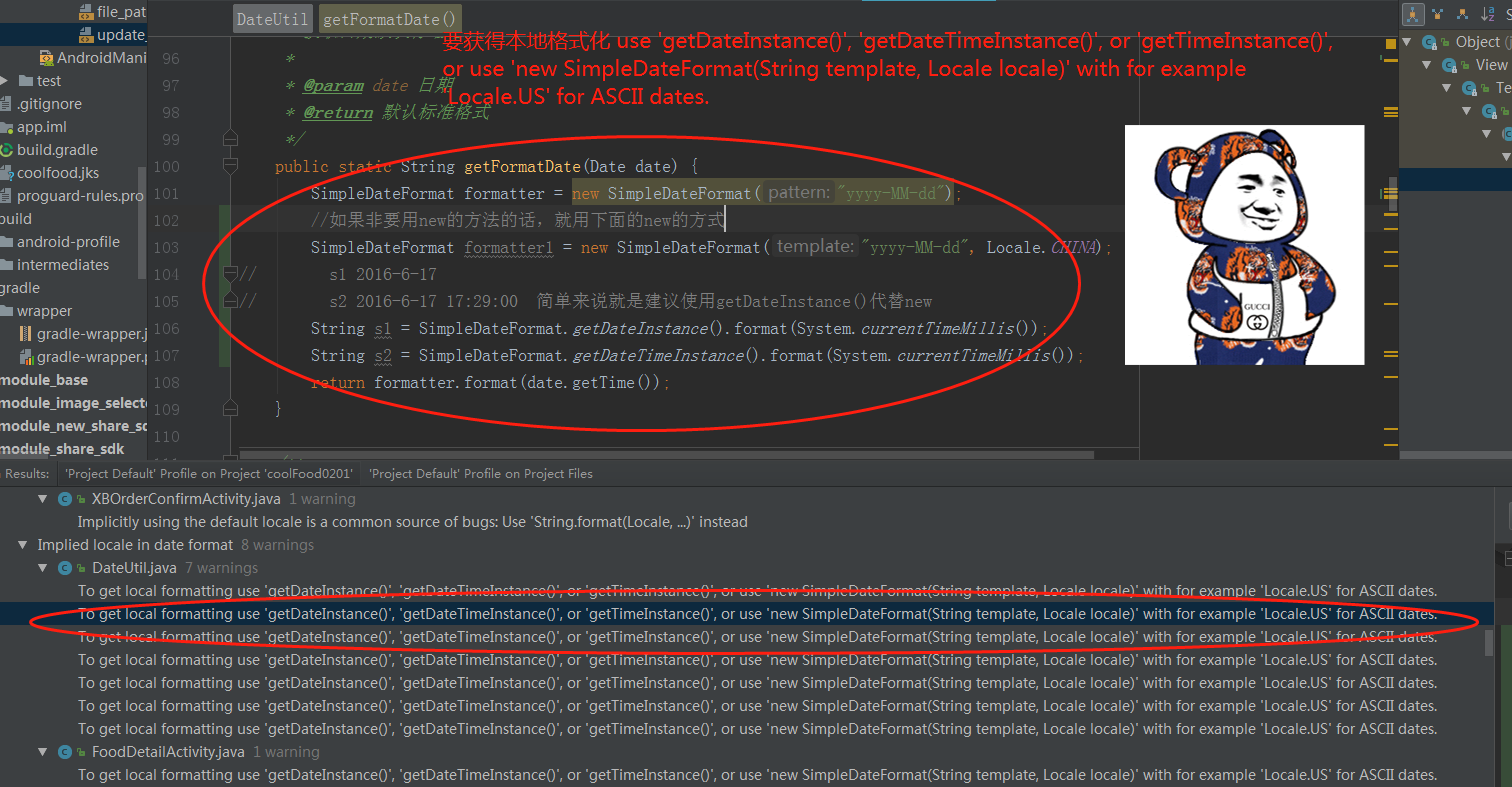 file_pat
update_
AndroidMani
test
.gitignore
app.iml
build.gradle
coolfood.jks
proguard-rules.pro
build
android-profile
intermediates
gradle
wrapper
gradle-wrapper.j
gradle-wrapper.p
module_base
module_image_selecto
module_new_share_sd
module_share_sdk
DateUtil
getFormatDate()
要获得本地格式化 use 'getDateInstance()', 'getDateTimeInstance()', or 'getTimeInstance()',
or use 'new SimpleDateFormat(String template, Locale locale)' with for example
'Locale.US' for ASCII dates.
96 *
97 * @param date 日期
98 * @return 默认标准格式
99 */
100 public static String getFormatDate(Date date) {
101 SimpleDateFormat formatter = new SimpleDateFormat( pattern: "yyyy-MM-dd");
102 //如果非要用new的方法的话，就用下面的new的方式
103 SimpleDateFormat formatter1 = new SimpleDateFormat( template: "yyyy-MM-dd", Locale.CHINA);
104 // s1 2016-6-17
105 // s2 2016-6-17 17:29:00 简单来说就是建议使用getDateInstance()代替new
106 String s1 = SimpleDateFormat.getDateInstance().format(System.currentTimeMillis());
107 String s2 = SimpleDateFormat.getDateTimeInstance().format(System.currentTimeMillis());
108 return formatter.format(date.getTime());
109 }
110
GUCCI
Object (j
View
Te
Results: 'Project Default' Profile on Project 'coolFood0201' 'Project Default' Profile on Project Files
XBOrderConfirmActivity.java 1 warning
Implicitly using the default locale is a common source of bugs: Use 'String.format(Locale, ...)' instead
Implied locale in date format 8 warnings
DateUtil.java 7 warnings
To get local formatting use 'getDateInstance()', 'getDateTimeInstance()', or 'getTimeInstance()', or use 'new SimpleDateFormat(String template, Locale locale)' with for example 'Locale.US' for ASCII dates.
To get local formatting use 'getDateInstance()', 'getDateTimeInstance()', or 'getTimeInstance()', or use 'new SimpleDateFormat(String template, Locale locale)' with for example 'Locale.US' for ASCII dates.
To get local formatting use 'getDateInstance()', 'getDateTimeInstance()', or 'getTimeInstance()', or use 'new SimpleDateFormat(String template, Locale locale)' with for example 'Locale.US' for ASCII dates.
To get local formatting use 'getDateInstance()', 'getDateTimeInstance()', or 'getTimeInstance()', or use 'new SimpleDateFormat(String template, Locale locale)' with for example 'Locale.US' for ASCII dates.
To get local formatting use 'getDateInstance()', 'getDateTimeInstance()', or 'getTimeInstance()', or use 'new SimpleDateFormat(String template, Locale locale)' with for example 'Locale.US' for ASCII dates.
To get local formatting use 'getDateInstance()', 'getDateTimeInstance()', or 'getTimeInstance()', or use 'new SimpleDateFormat(String template, Locale locale)' with for example 'Locale.US' for ASCII dates.
To get local formatting use 'getDateInstance()', 'getDateTimeInstance()', or 'getTimeInstance()', or use 'new SimpleDateFormat(String template, Locale locale)' with for example 'Locale.US' for ASCII dates.
FoodDetailActivity.java 1 warning
To get local formatting use 'getDateInstance()', 'getDateTimeInstance()', or 'getTimeInstance()', or use 'new SimpleDateFormat(String template, Locale locale)' with for example 'Locale.US' for ASCII dates.